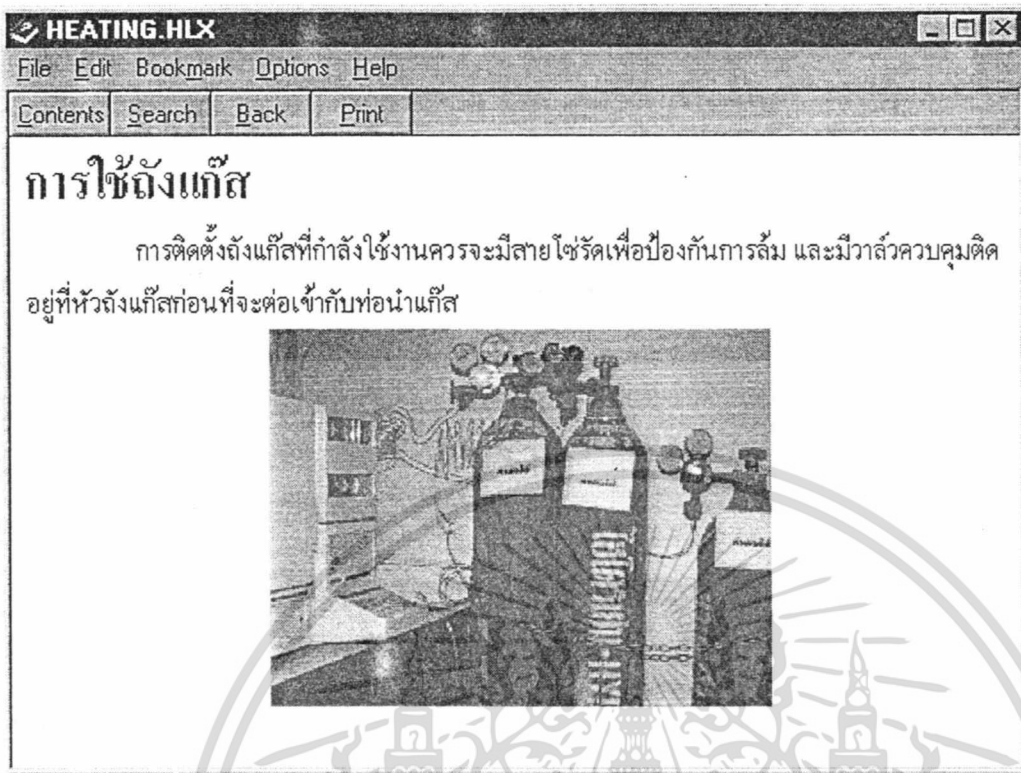 HEATING.HLX
File Edit Bookmark Options Help
Contents Search Back Print
การใช้ถังแก๊ส
การติดตั้งถังแก๊สที่กำลังใช้งานควรจะมีสายโซ่รัดเพื่อป้องกันการล้ม และมีวาล์วควบคุมติด
อยู่ที่หัวถังแก๊สก่อนที่จะต่อเข้ากับท่อนำแก๊ส